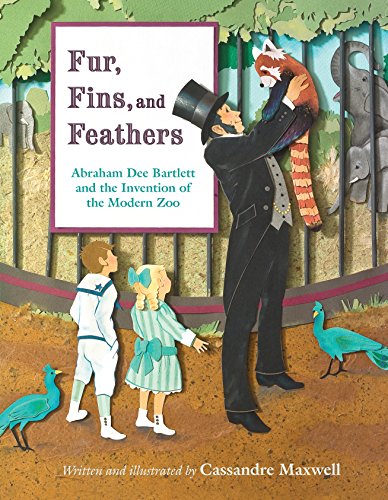 Fur,
Fins, and
Feathers
Abraham Dee Bartlett
and the Invention of
the Modern Zoo
Written and illustrated by Cassandre Maxwell